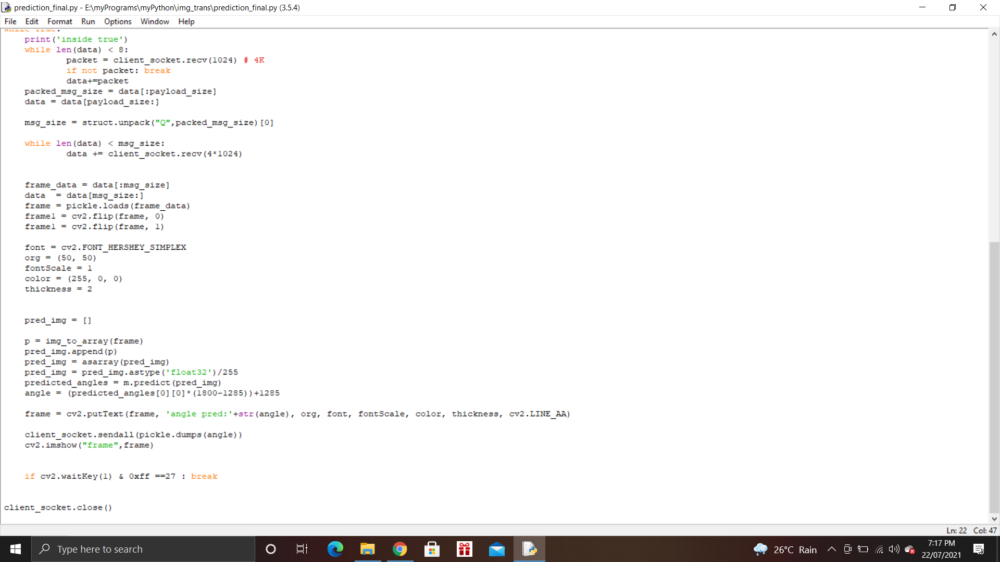 prediction_final.py - E:\myPrograms\myPython\img_trans\prediction_final.py (3.5.4)
File Edit Format Run Options Window Help
while True:
    print('inside true')
    while len(data) < 8:
            packet = client_socket.recv(1024) # 4K
            if not packet: break
            data+=packet
    packed_msg_size = data[:payload_size]
    data = data[payload_size:]
    msg_size = struct.unpack("Q",packed_msg_size)[0]
    while len(data) < msg_size:
            data += client_socket.recv(4*1024)
    frame_data = data[:msg_size]
    data  = data[msg_size:]
    frame = pickle.loads(frame_data)
    frame1 = cv2.flip(frame, 0)
    frame1 = cv2.flip(frame, 1)
    font = cv2.FONT_HERSHEY_SIMPLEX
    org = (50, 50)
    fontScale = 1
    color = (255, 0, 0)
    thickness = 2
    pred_img = []
    p = img_to_array(frame)
    pred_img.append(p)
    pred_img = asarray(pred_img)
    pred_img = pred_img.astype('float32')/255
    predicted_angles = m.predict(pred_img)
    angle = (predicted_angles[0][0]*(1800-1285))+1285
    frame = cv2.putText(frame, 'angle pred:'+str(angle), org, font, fontScale, color, thickness, cv2.LINE_AA)
    client_socket.sendall(pickle.dumps(angle))
    cv2.imshow("frame",frame)
    if cv2.waitKey(1) & 0xff ==27 : break
client_socket.close()
Ln: 22 Col: 47
Type here to search
26°C Rain
7:17 PM
22/07/2021